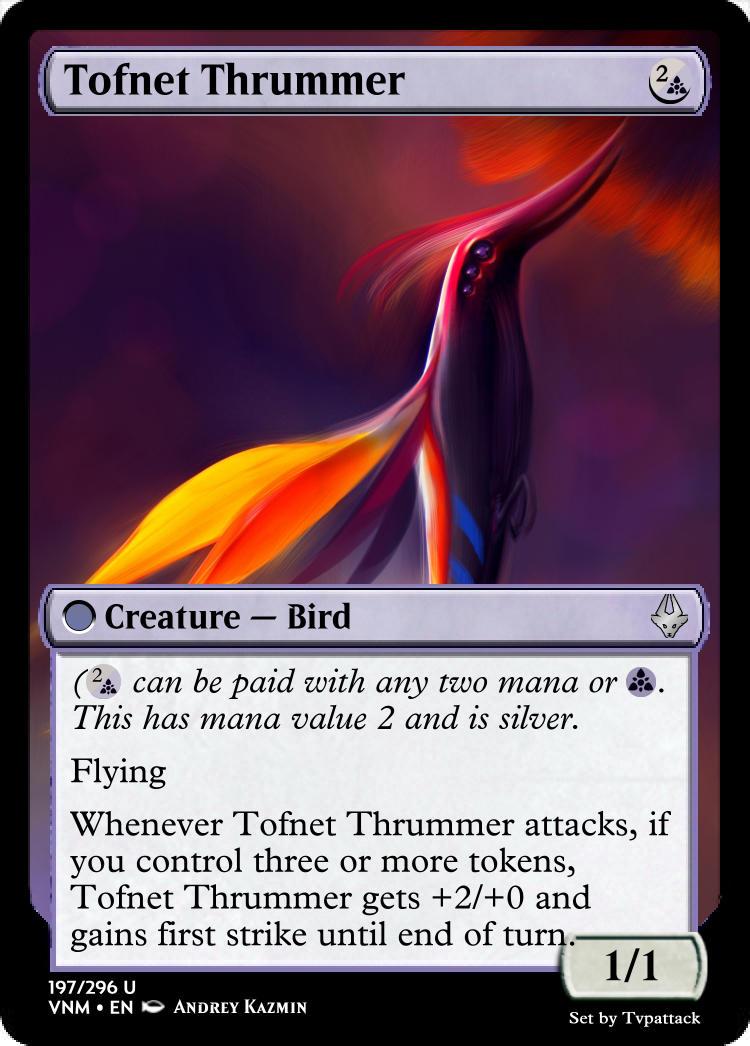 Tofnet Thrummer 2
Creature — Bird
(2 can be paid with any two mana or .
This has mana value 2 and is silver.
Flying
Whenever Tofnet Thrummer attacks, if
you control three or more tokens,
Tofnet Thrummer gets +2/+0 and
gains first strike until end of turn.
1/1
197/296 U
VNM • EN Andrey Kazmin
Set by Tvpattack